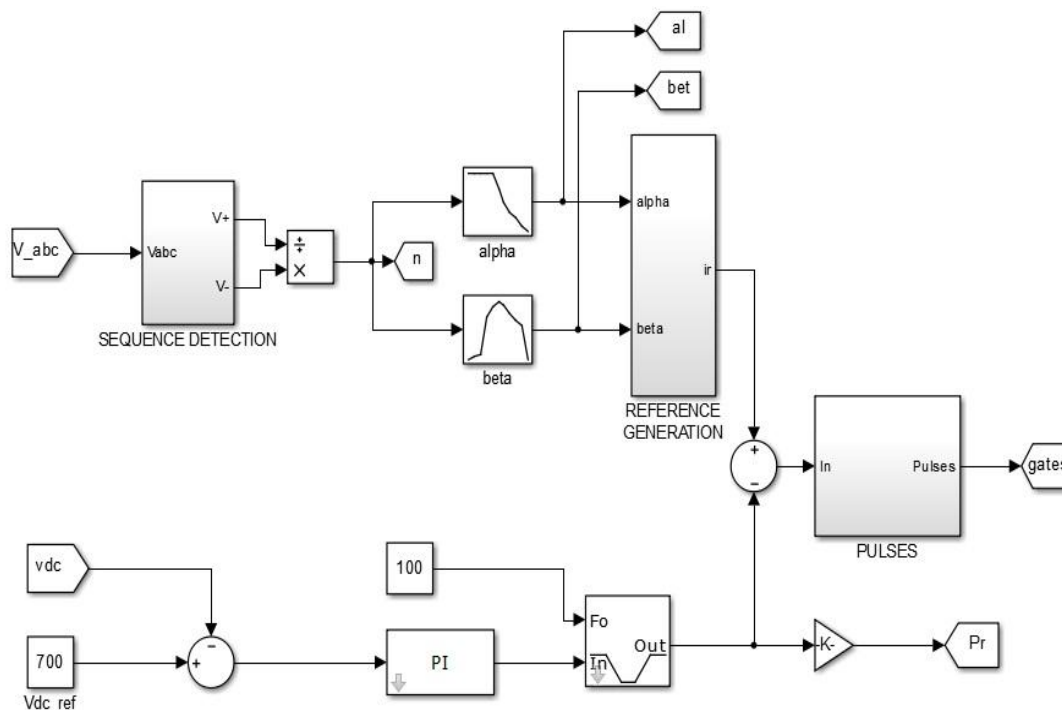 al
bet
V_abc
Vabc
V+
V-
SEQUENCE DETECTION
÷
×
n
alpha
beta
alpha
beta
ir
REFERENCE
GENERATION
+
−
In
Pulses
PULSES
gates
vdc
700
Vdc_ref
−
+
100
PI
Fo
In
Out
-K-
Pr